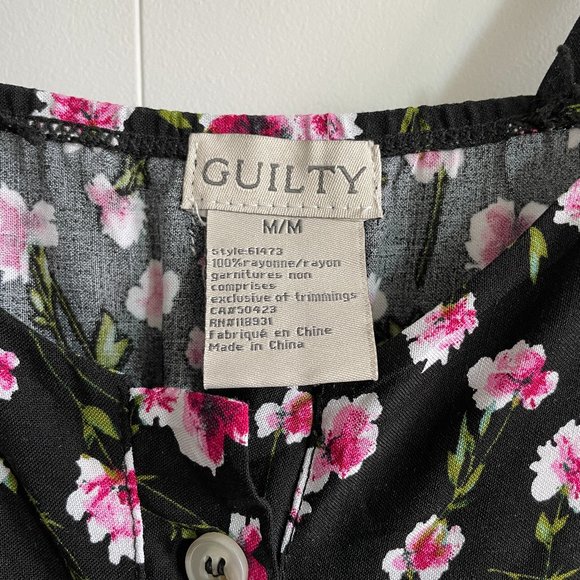 GUILTY
M/M
Style:61473
100%rayonne/rayon
garnitures non
comprises
exclusive of trimmings
CA#50423
RN#118931
Fabriqué en Chine
Made in China